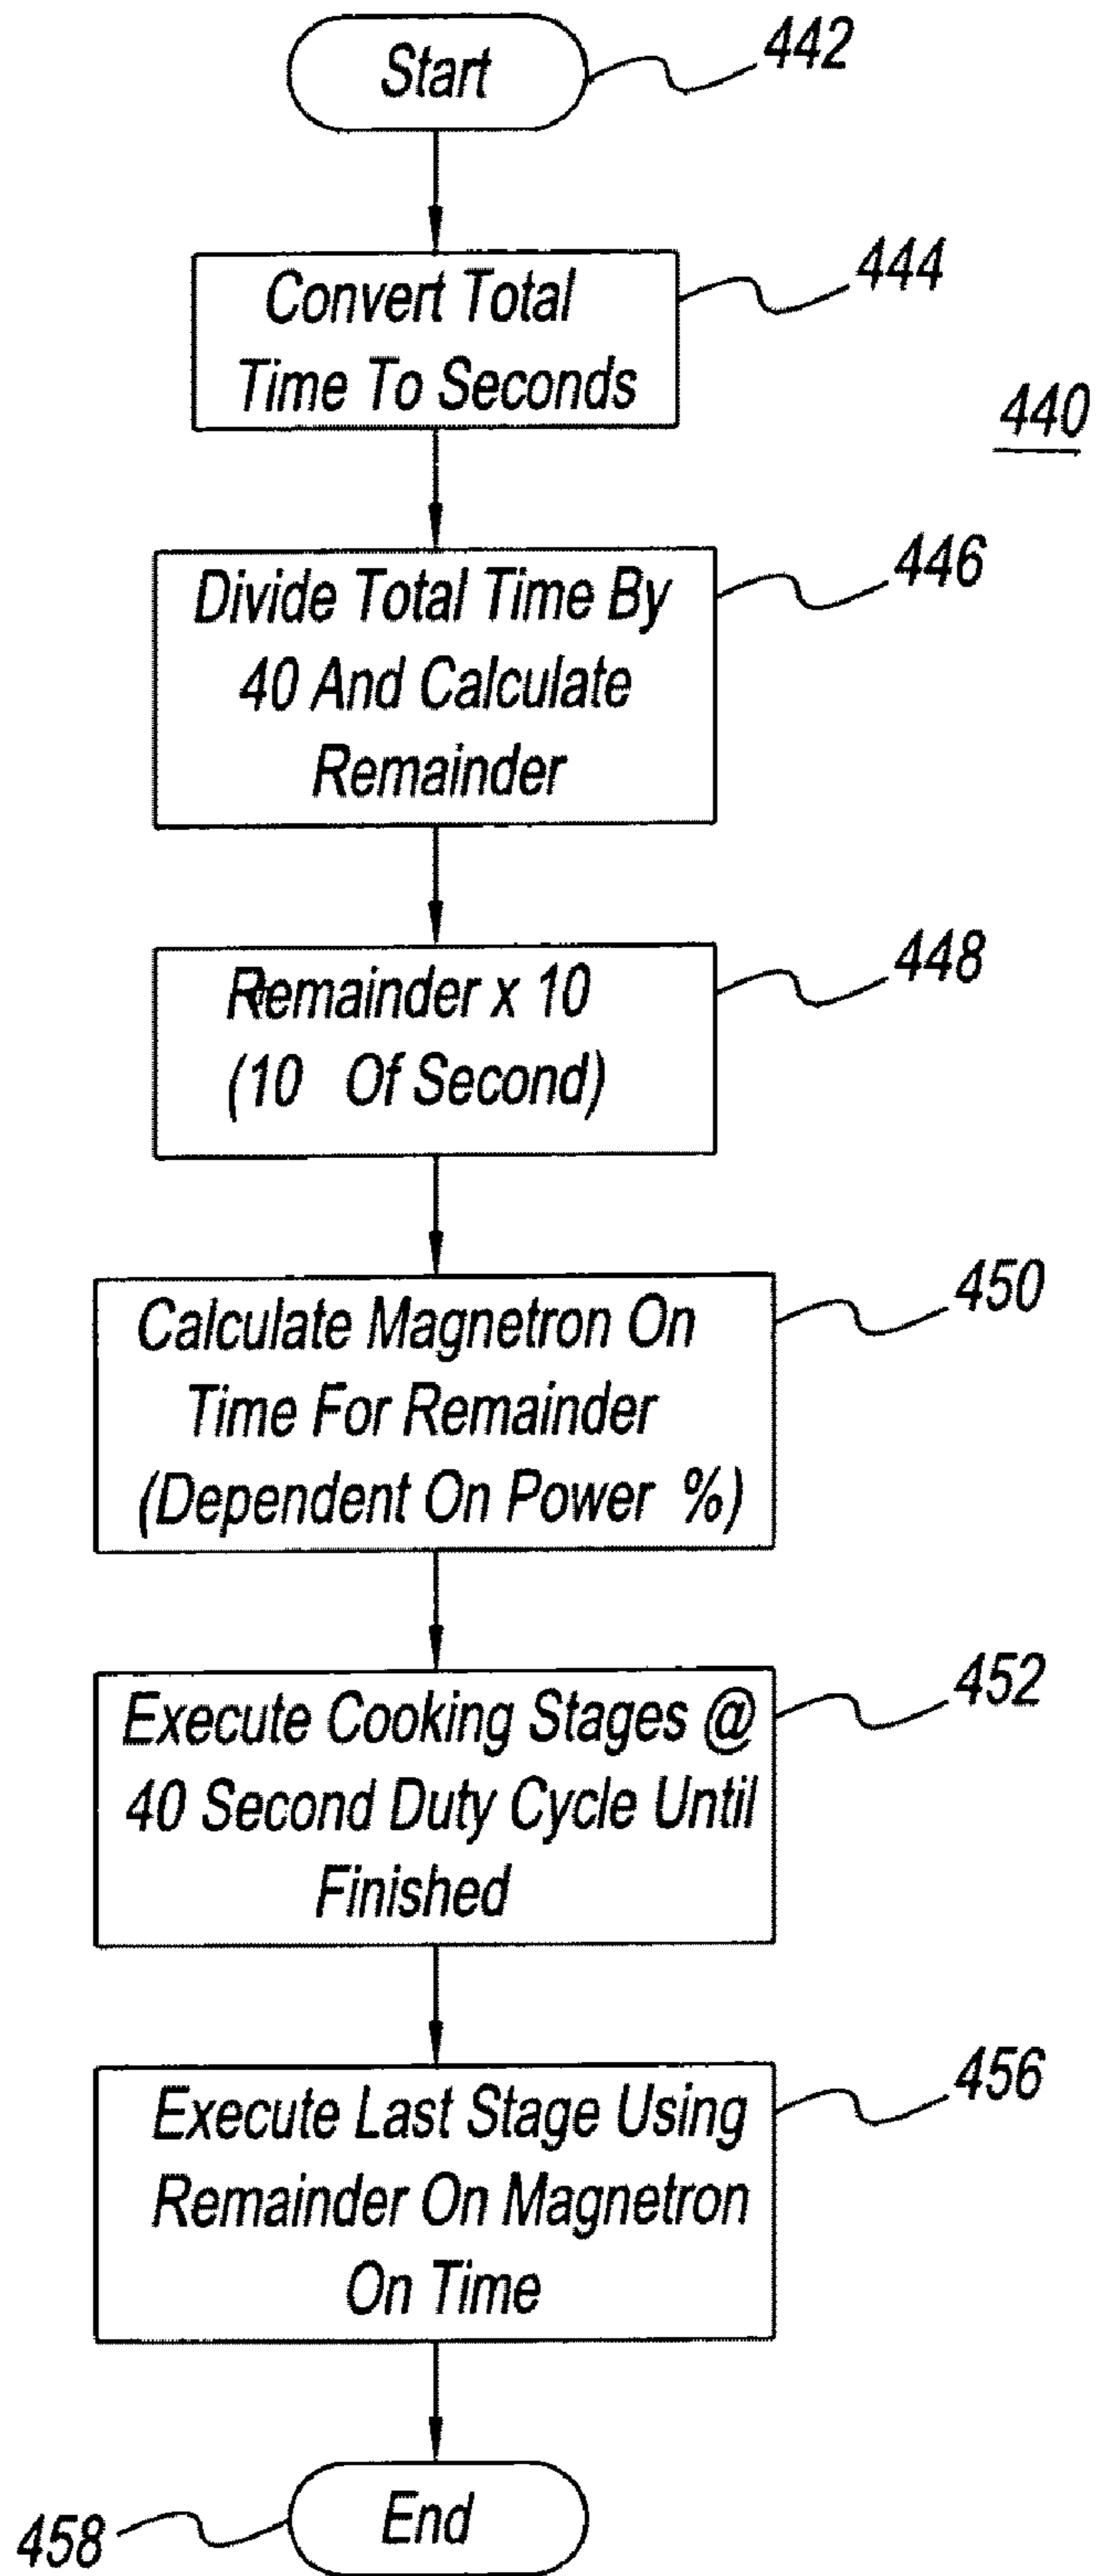 Start
442
Convert Total
Time To Seconds
444
440
Divide Total Time By
40 And Calculate
Remainder
446
Remainder x 10
(10 Of Second)
448
Calculate Magnetron On
Time For Remainder
(Dependent On Power %)
450
Execute Cooking Stages @
40 Second Duty Cycle Until
Finished
452
Execute Last Stage Using
Remainder On Magnetron
On Time
456
End
458